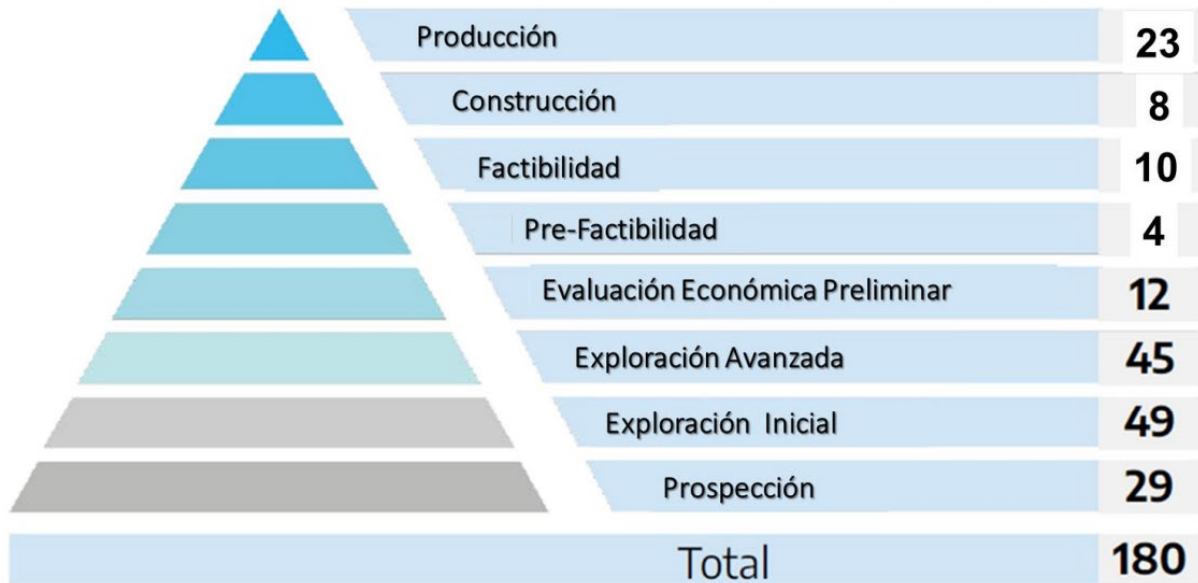 Producción 23
Construcción 8
Factibilidad 10
Pre-Factibilidad 4
Evaluación Económica Preliminar 12
Exploración Avanzada 45
Exploración Inicial 49
Prospección 29
Total 180